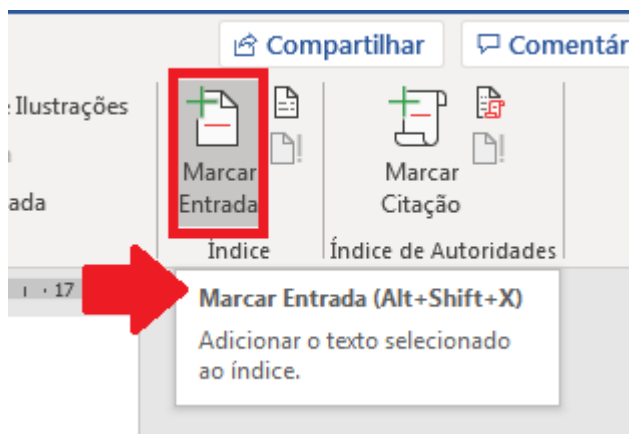 Compartilhar
Comentár
Ilustrações
Marcar
Entrada
Marcar
Citação
ada
Índice
Índice de Autoridades
17
Marcar Entrada (Alt+Shift+X)
Adicionar o texto selecionado
ao índice.